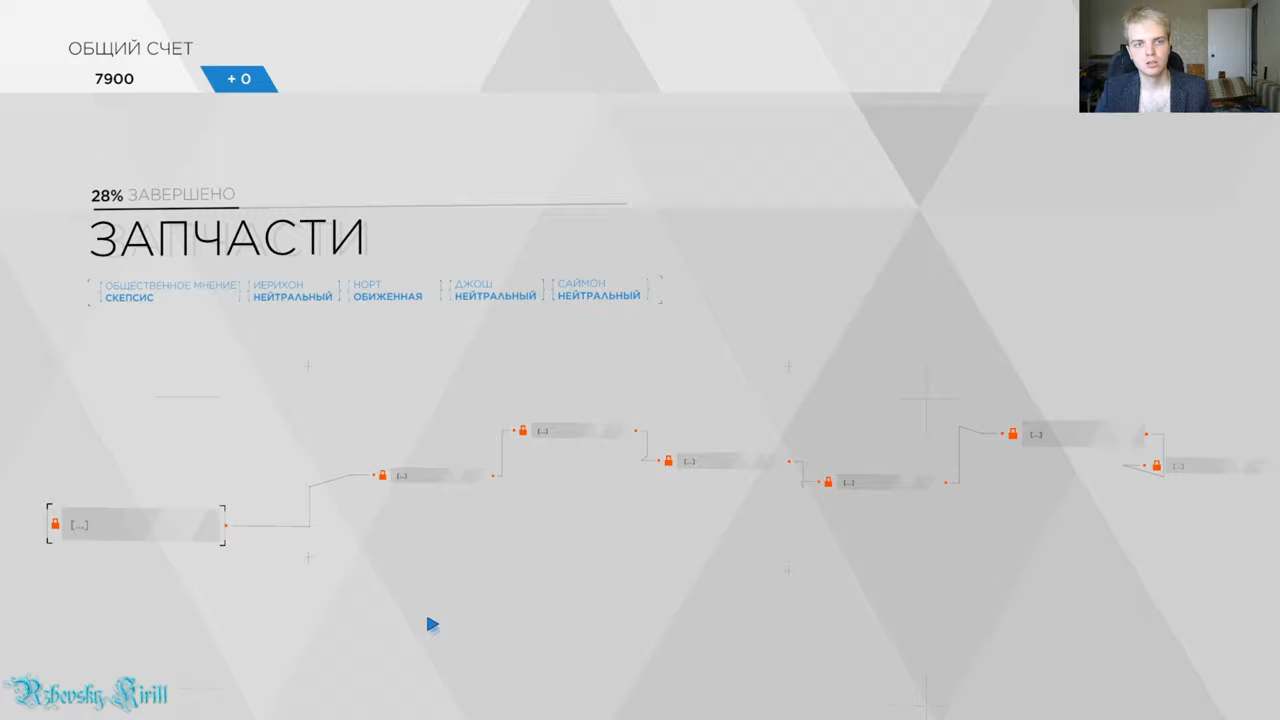 ОБЩИЙ СЧЕТ
7900
+ 0
28% ЗАВЕРШЕНО
ЗАПЧАСТИ
ОБЩЕСТВЕННОЕ МНЕНИЕ
СКЕПСИС
ИЕРИХОН
НЕЙТРАЛЬНЫЙ
НОРТ
ОБИЖЕННАЯ
ДЖОШ
НЕЙТРАЛЬНЫЙ
САЙМОН
НЕЙТРАЛЬНЫЙ
[...]
[...]
[...]
[...]
[...]
[...]
[...]
Rzhevsky Kirill